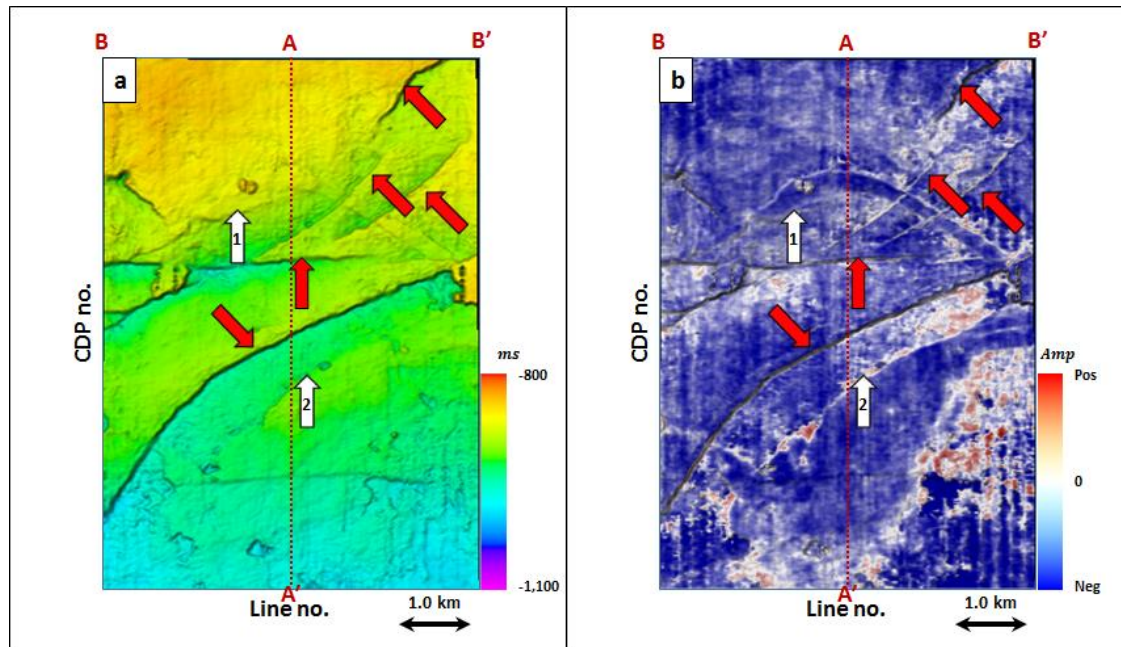 B A B'
a
1
2
CDP no.
ms
-800
-1,100
A'
Line no.
1.0 km
B A B'
b
1
2
CDP no.
Amp
Pos
0
Neg
A'
Line no.
1.0 km